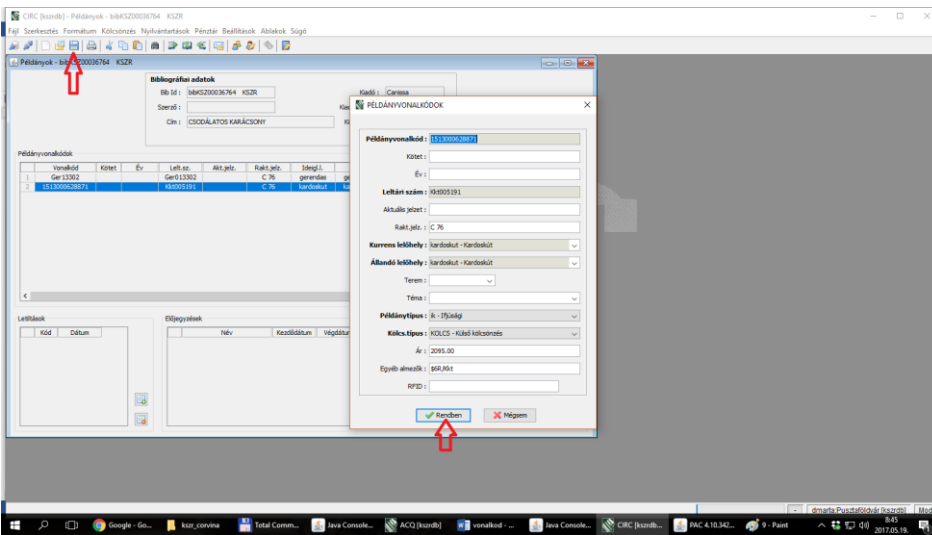 CIRC [kszrdb] - Példányok - bibKSZ00036764 KSZR
Fájl Szerkesztés Formátum Kölcsönzés Nyilvántartások Pénztár Beállítások Ablakok Súgó
Példányok - bibKSZ00036764 KSZR
Bibliográfiai adatok
Bib Id : bibKSZ00036764 KSZR
Kiadó : Canissa
Szerző :
Cím : CSODÁLATOS KARÁCSONY
Példányvonalkódok
Vonalkód Kötet Év Lelt.sz. Akt.jelz. Rakt.jelz. Ideigl.l.
1 Ger13302 Ger013302 C 76 gerendas
2 1513000628871 Kkt005191 C 76 kardoskut
Letiltások
Kód Dátum
Előjegyzések
Név Kezdődátum Végdátum
PÉLDÁNYVONALKÓDOK
Példányvonalkód : 1513000628871
Kötet :
Év :
Leltári szám : Kkt005191
Aktuális jelzet :
Rakt.jelz. : C 76
Kurrens lelőhely : kardoskut - Kardoskút
Állandó lelőhely : kardoskut - Kardoskút
Terem :
Téma :
Példánytípus : ik - Ifjúsági
Kölcs.típus : KOLCS - Külső kölcsönzés
Ár : 2095.00
Egyéb almezők : $6R,Kkt
RFID :
Rendben Mégsem
dmarta:Pusztaföldvár [kszrdb] Mod
Google - Go... kszr_corvina Total Comm... Java Console... ACQ [kszrdb] vonalkod - ... Java Console... CIRC [kszrdb... PAC 4.10.342... 9 - Paint
8:45
2017.05.19.